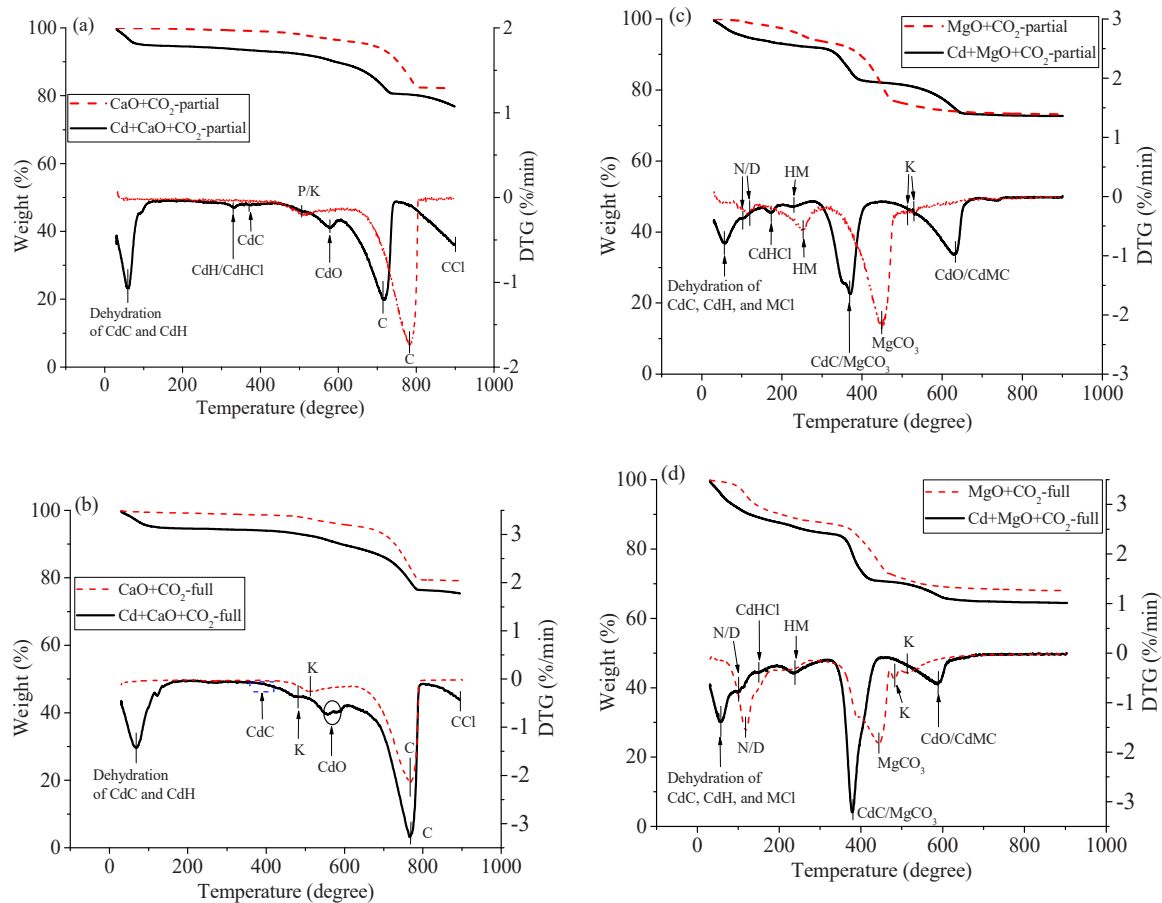 (a)
100
80
60
40
20
0
Weight (%)
2
1
0
-1
-2
DTG (%/min)
CaO+CO2-partial
Cd+CaO+CO2-partial
P/K
CdC
CdH/CdHCl
CdO
CCl
Dehydration
of CdC and CdH
C
C
0 200 400 600 800 1000
Temperature (degree)
(c)
100
80
60
40
20
0
Weight (%)
3
2
1
0
-1
-2
-3
DTG (%/min)
MgO+CO2-partial
Cd+MgO+CO2-partial
N/D
HM
K
CdHCl
HM
CdO/CdMC
Dehydration of
CdC, CdH, and MCl
MgCO3
CdC/MgCO3
0 200 400 600 800 1000
Temperature (degree)
(b)
100
80
60
40
20
0
Weight (%)
3
2
1
0
-1
-2
-3
DTG (%/min)
CaO+CO2-full
Cd+CaO+CO2-full
K
CdC
K
CdO
CCl
C
Dehydration
of CdC and CdH
C
0 200 400 600 800 1000
Temperature (degree)
(d)
100
80
60
40
20
0
Weight (%)
3
2
1
0
-1
-2
-3
DTG (%/min)
MgO+CO2-full
Cd+MgO+CO2-full
CdHCl
N/D
HM
K
K
N/D
CdO/CdMC
MgCO3
Dehydration of
CdC, CdH, and MCl
CdC/MgCO3
0 200 400 600 800 1000
Temperature (degree)